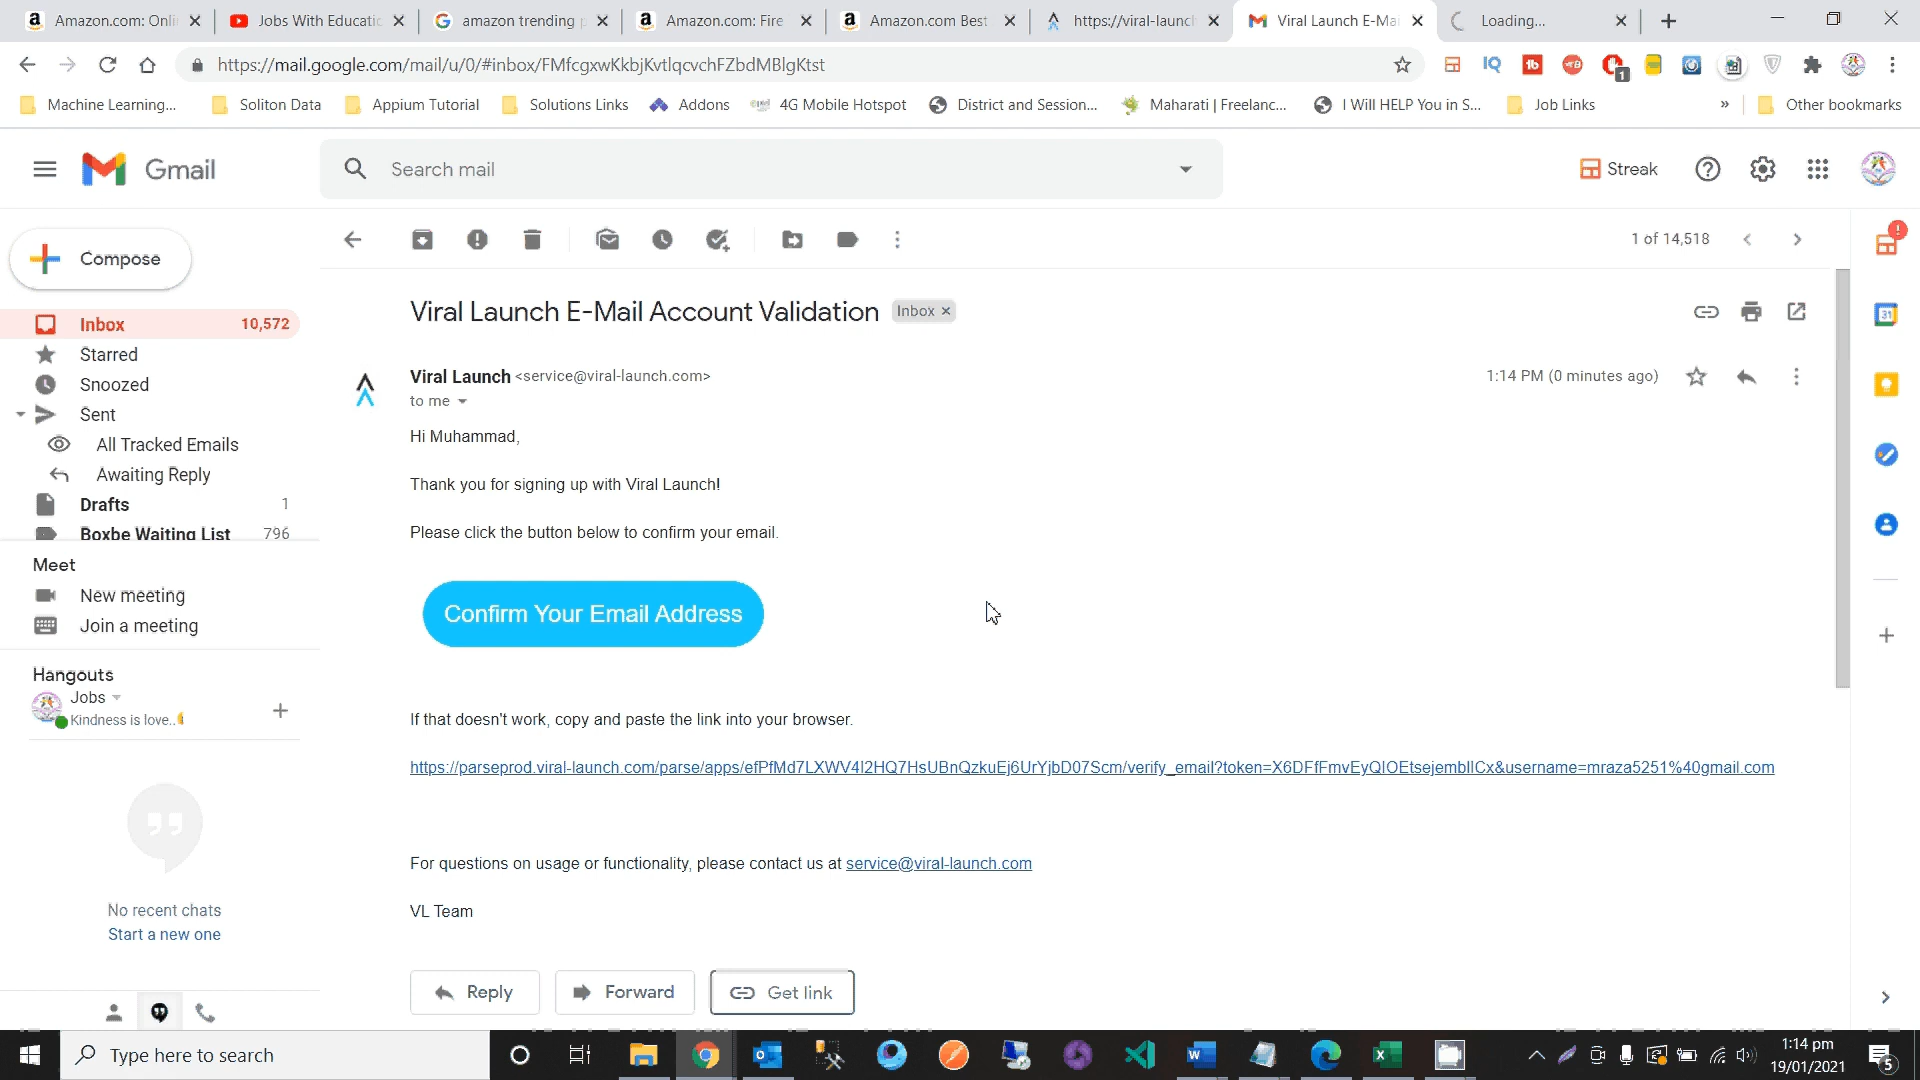 Amazon.com: Onli
Jobs With Educatio
amazon trending p
Amazon.com: Fire
Amazon.com Best
https://viral-launch
Viral Launch E-Mai
Loading...
https://mail.google.com/mail/u/0/#inbox/FMfcgxwKkbjKvtlqcvchFZbdMBlgKtst
Machine Learning...
Soliton Data
Appium Tutorial
Solutions Links
Addons
4G Mobile Hotspot
District and Session...
Maharati | Freelanc...
I Will HELP You in S...
Job Links
»
Other bookmarks
Gmail
Search mail
Streak
Compose
1 of 14,518
Inbox 10,572
Starred
Snoozed
Sent
All Tracked Emails
Awaiting Reply
Drafts 1
Boxbe Waiting List 796
Meet
New meeting
Join a meeting
Hangouts
Jobs
Kindness is love..
No recent chats
Start a new one
Viral Launch E-Mail Account Validation
Inbox ×
Viral Launch <service@viral-launch.com>
1:14 PM (0 minutes ago)
to me
Hi Muhammad,
Thank you for signing up with Viral Launch!
Please click the button below to confirm your email.
Confirm Your Email Address
If that doesn't work, copy and paste the link into your browser.
https://parseprod.viral-launch.com/parse/apps/efPfMd7LXWV4I2HQ7HsUBnQzkuEj6UrYjbD07Scm/verify_email?token=X6DFfFmvEyQIOEtsejembIlCx&username=mraza5251%40gmail.com
For questions on usage or functionality, please contact us at service@viral-launch.com
VL Team
Reply
Forward
Get link
Type here to search
1:14 pm
19/01/2021
5